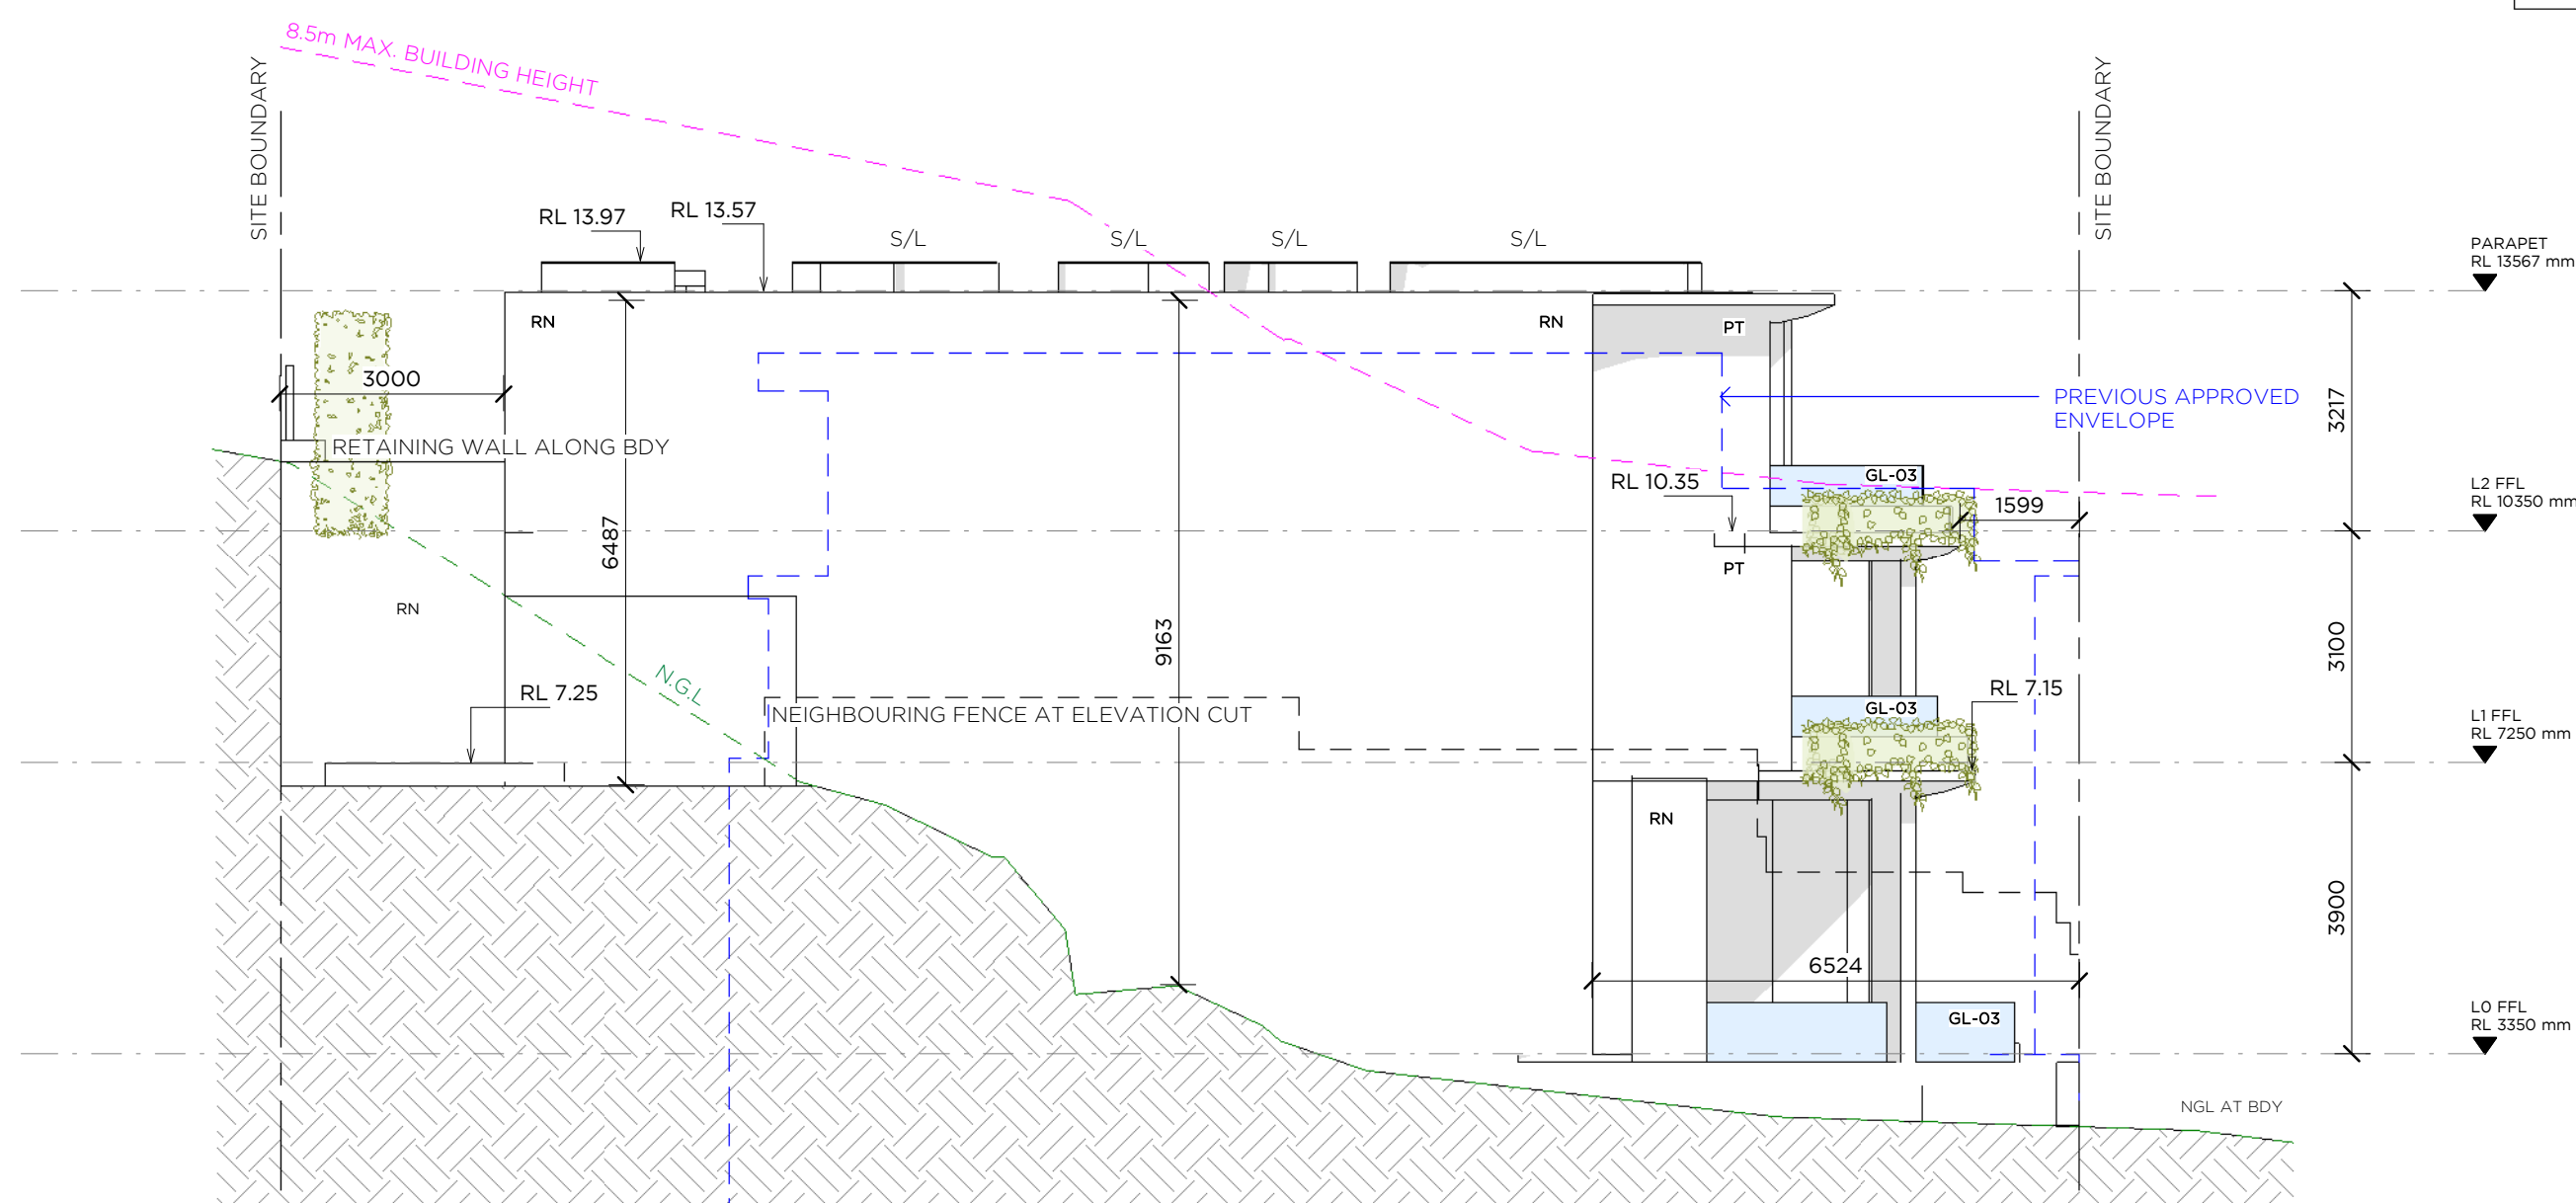 8.5m MAX. BUILDING HEIGHT
SITE BOUNDARY
SITE BOUNDARY
RL 13.97
RL 13.57
S/L
S/L
S/L
S/L
PARAPET
RL 13567 mm
RN
RN
PT
3000
PREVIOUS APPROVED
ENVELOPE
3217
RETAINING WALL ALONG BDY
GL-03
RL 10.35
L2 FFL
RL 10350 mm
1599
6487
PT
RN
9163
3100
N.G.L
RL 7.25
RL 7.15
NEIGHBOURING FENCE AT ELEVATION CUT
GL-03
L1 FFL
RL 7250 mm
RN
3900
6524
GL-03
L0 FFL
RL 3350 mm
NGL AT BDY